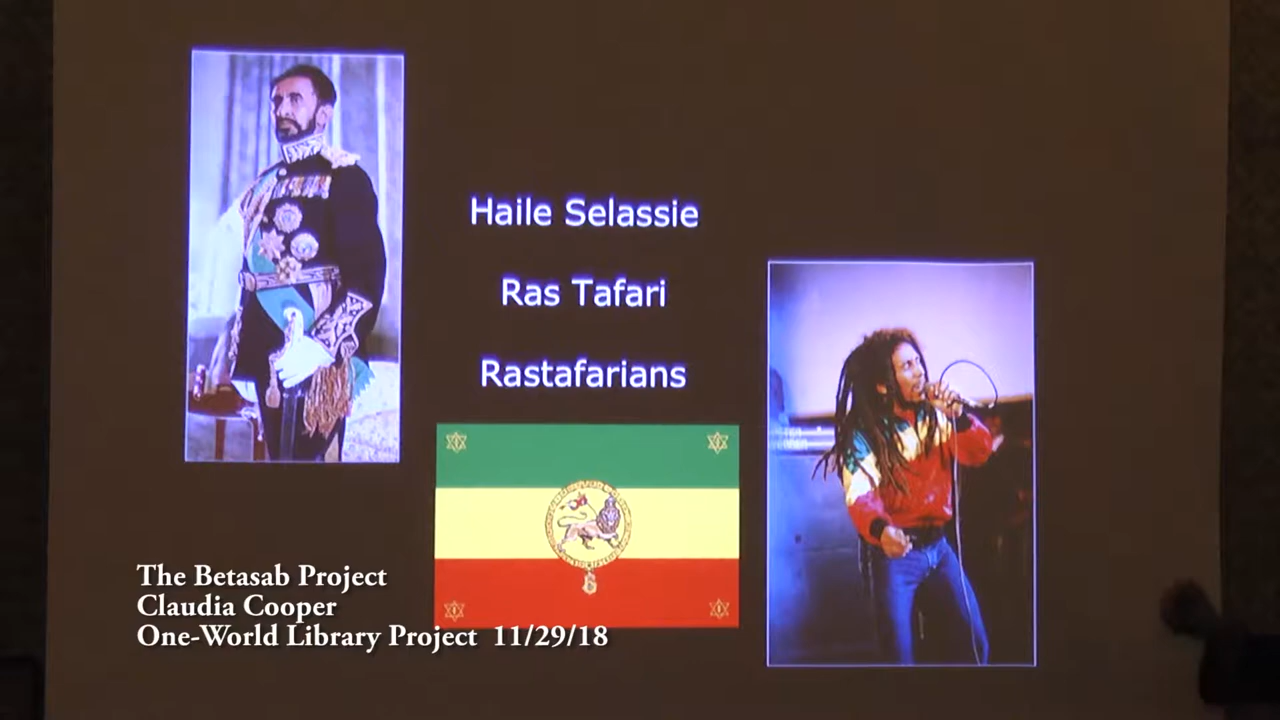 Haile Selassie
Ras Tafari
Rastafarians
The Betasab Project
Claudia Cooper
One-World Library Project 11/29/18